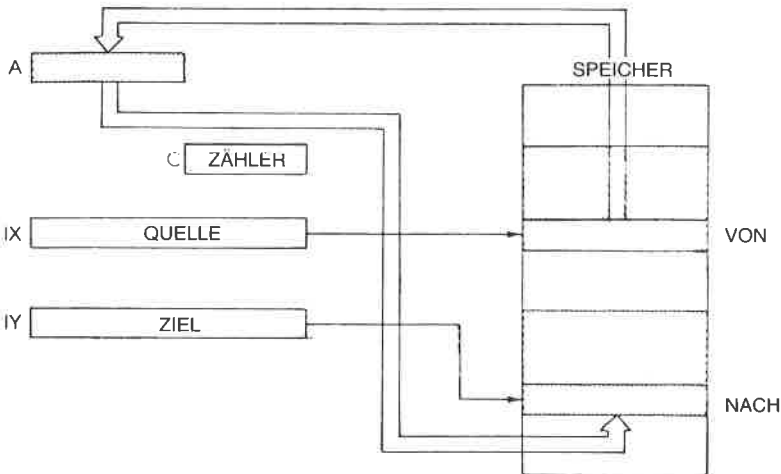 A
SPEICHER
C ZÄHLER
IX QUELLE VON
IY ZIEL NACH